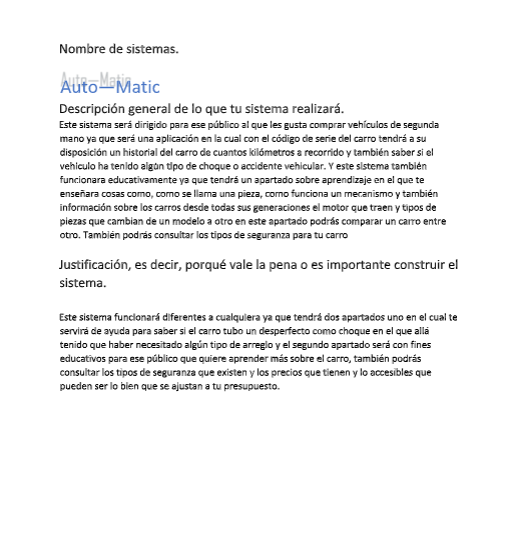 Nombre de sistemas.
Auto—Matic
Auto—Matic
Descripción general de lo que tu sistema realizará.
Este sistema será dirigido para ese público al que les gusta comprar vehículos de segunda
mano ya que será una aplicación en la cual con el código de serie del carro tendrá a su
disposición un historial del carro de cuantos kilómetros a recorrido y también saber si el
vehículo ha tenido algún tipo de choque o accidente vehicular. Y este sistema también
funcionara educativamente ya que tendrá un apartado sobre aprendizaje en el que te
enseñara cosas como, como se llama una pieza, como funciona un mecanismo y también
información sobre los carros desde todas sus generaciones el motor que traen y tipos de
piezas que cambian de un modelo a otro en este apartado podrás comparar un carro entre
otro. También podrás consultar los tipos de seguranza para tu carro
Justificación, es decir, porqué vale la pena o es importante construir el
sistema.
Este sistema funcionará diferentes a cualquiera ya que tendrá dos apartados uno en el cual te
servirá de ayuda para saber si el carro tubo un desperfecto como choque en el que allá
tenido que haber necesitado algún tipo de arreglo y el segundo apartado será con fines
educativos para ese público que quiere aprender más sobre el carro, también podrás
consultar los tipos de seguranza que existen y los precios que tienen y lo accesibles que
pueden ser lo bien que se ajustan a tu presupuesto.